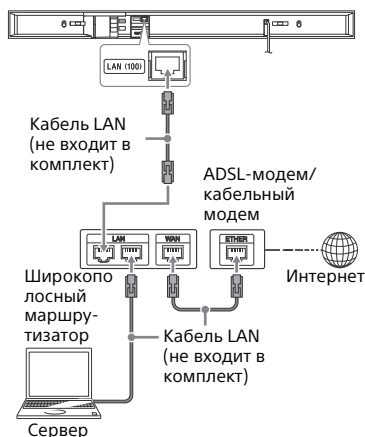 LAN (100)
Кабель LAN
(не входит в
комплект)
ADSL-модем/
кабельный
модем
LAN
WAN
ETHER
Интернет
Широкопо
лосный
маршру-
тизатор
Кабель LAN
(не входит в
комплект)
Сервер